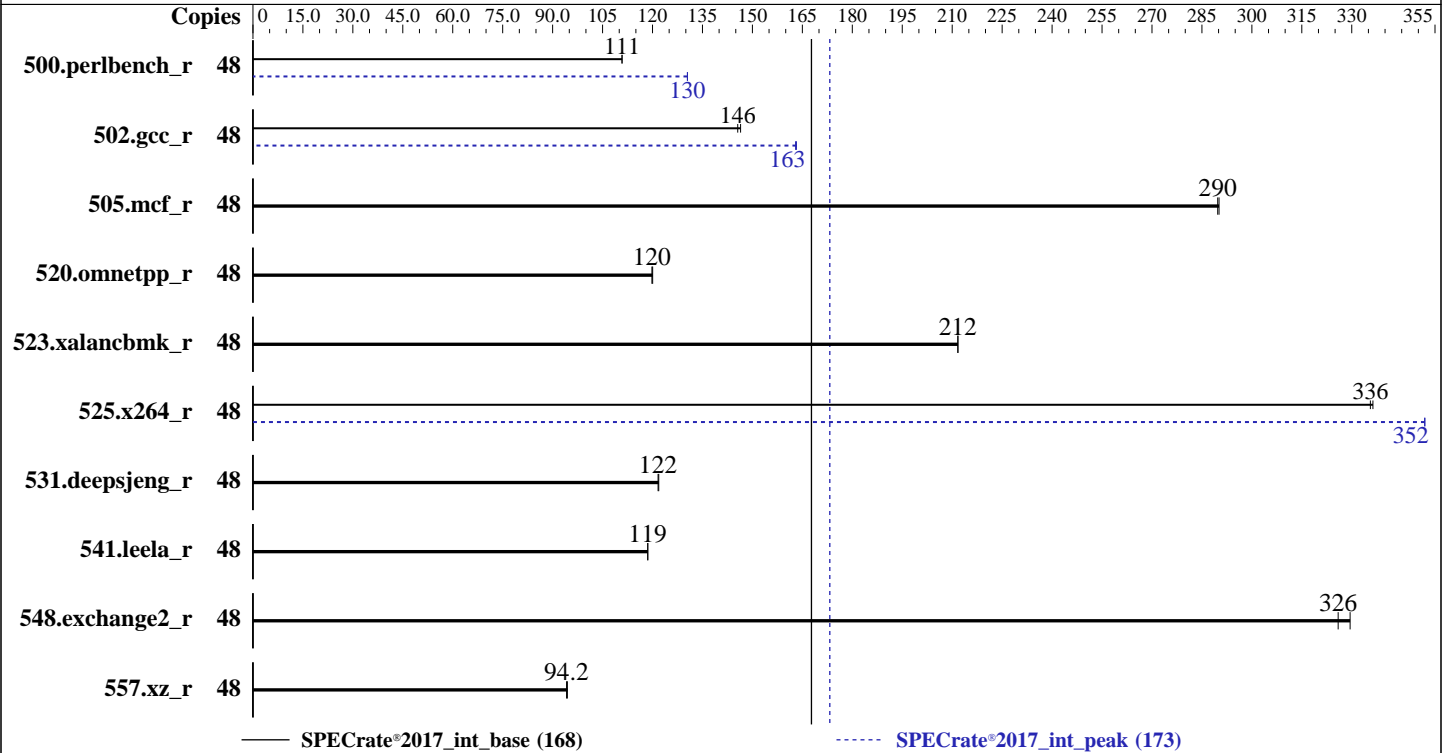 Copies 0 15.0 30.0 45.0 60.0 75.0 90.0 105 120 135 150 165 180 195 210 225 240 255 270 285 300 315 330 355
500.perlbench_r 48 111
130
502.gcc_r 48 146
163
505.mcf_r 48 290
520.omnetpp_r 48 120
523.xalancbmk_r 48 212
525.x264_r 48 336
352
531.deepsjeng_r 48 122
541.leela_r 48 119
548.exchange2_r 48 326
557.xz_r 48 94.2
SPECrate®2017_int_base (168) SPECrate®2017_int_peak (173)